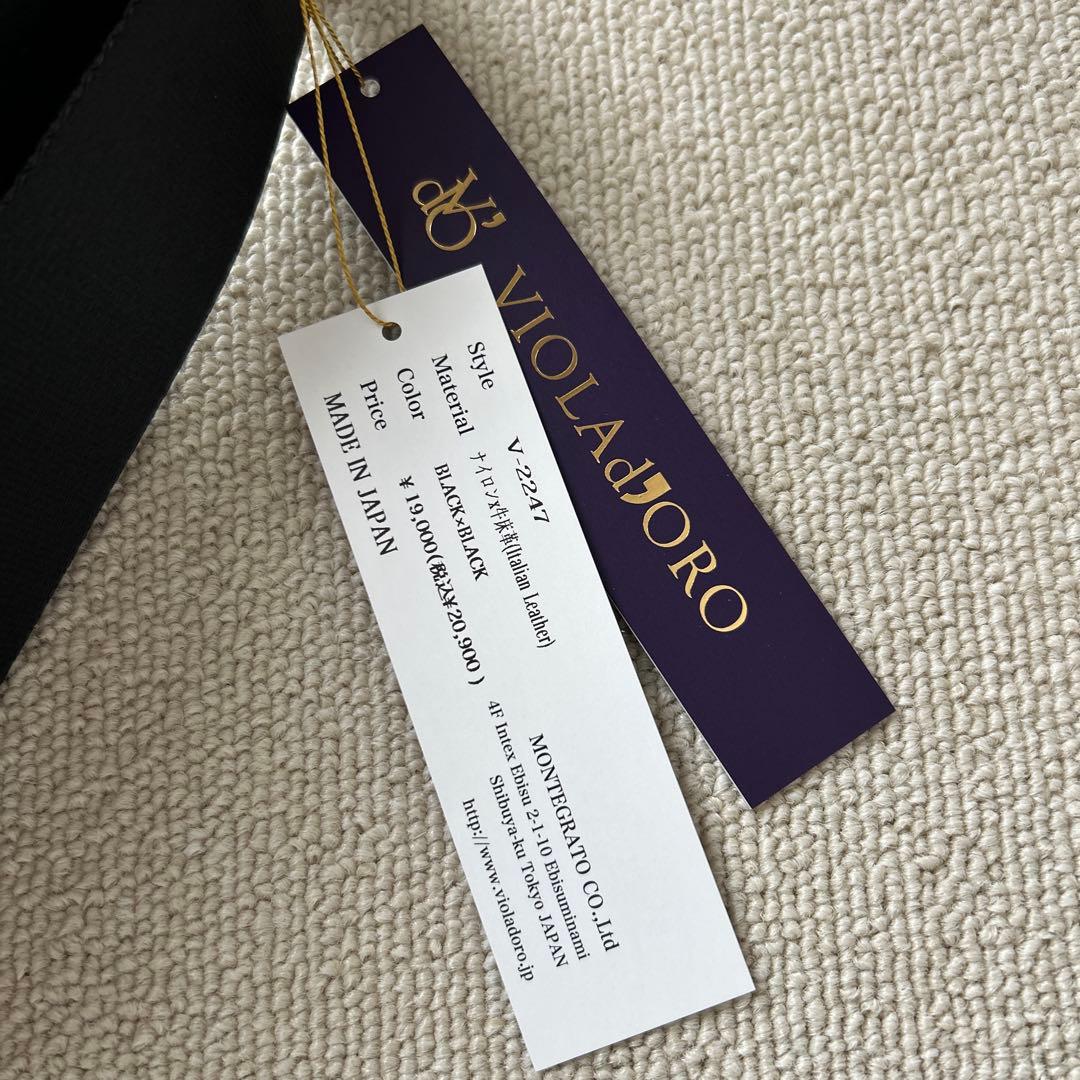 VdO'
VIOLAd'ORO
Style V-2247
Material ナイロンx牛床革(Italian Leather)
Color BLACK×BLACK
Price ¥19,000(税込¥20,900)
MADE IN JAPAN
MONTEGRATO CO.,Ltd
4F Intex Ebisu 2-1-10 Ebisuminami
Shibuya-ku Tokyo JAPAN
http://www.violadoro.jp